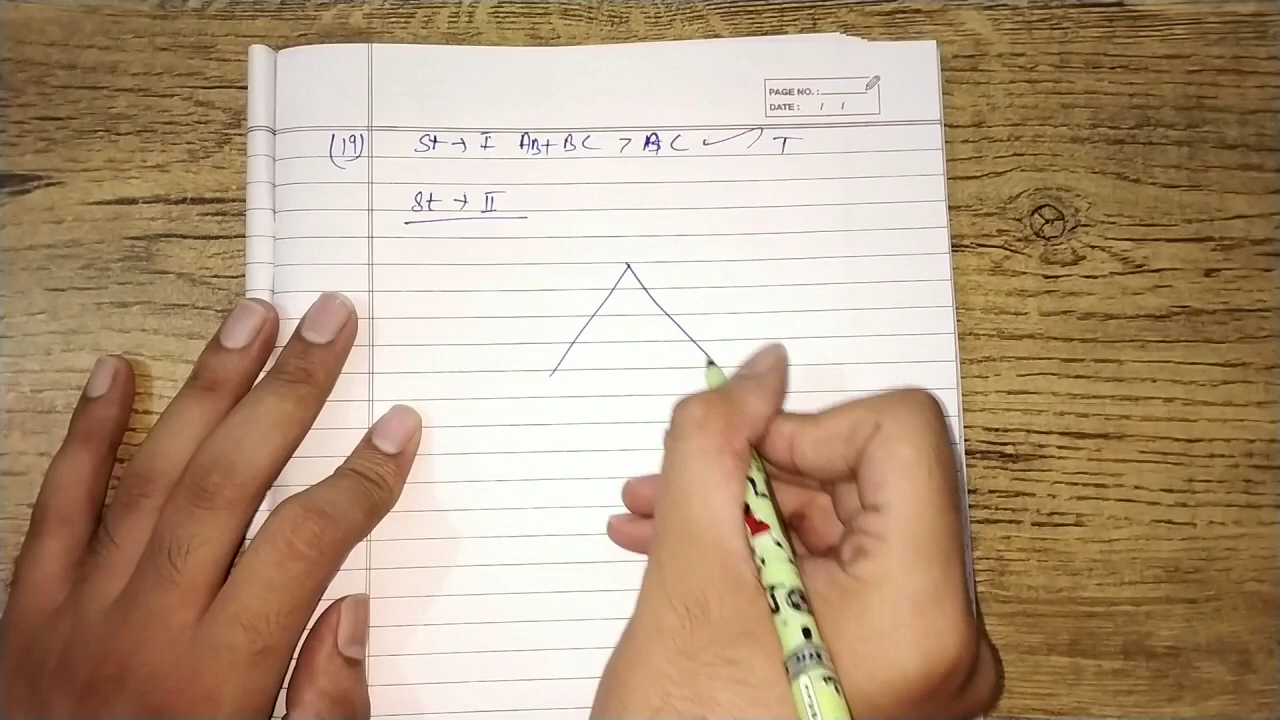 PAGE NO. :
DATE : / /
(19) St → I AB + BC > AC ✓ T
St → II